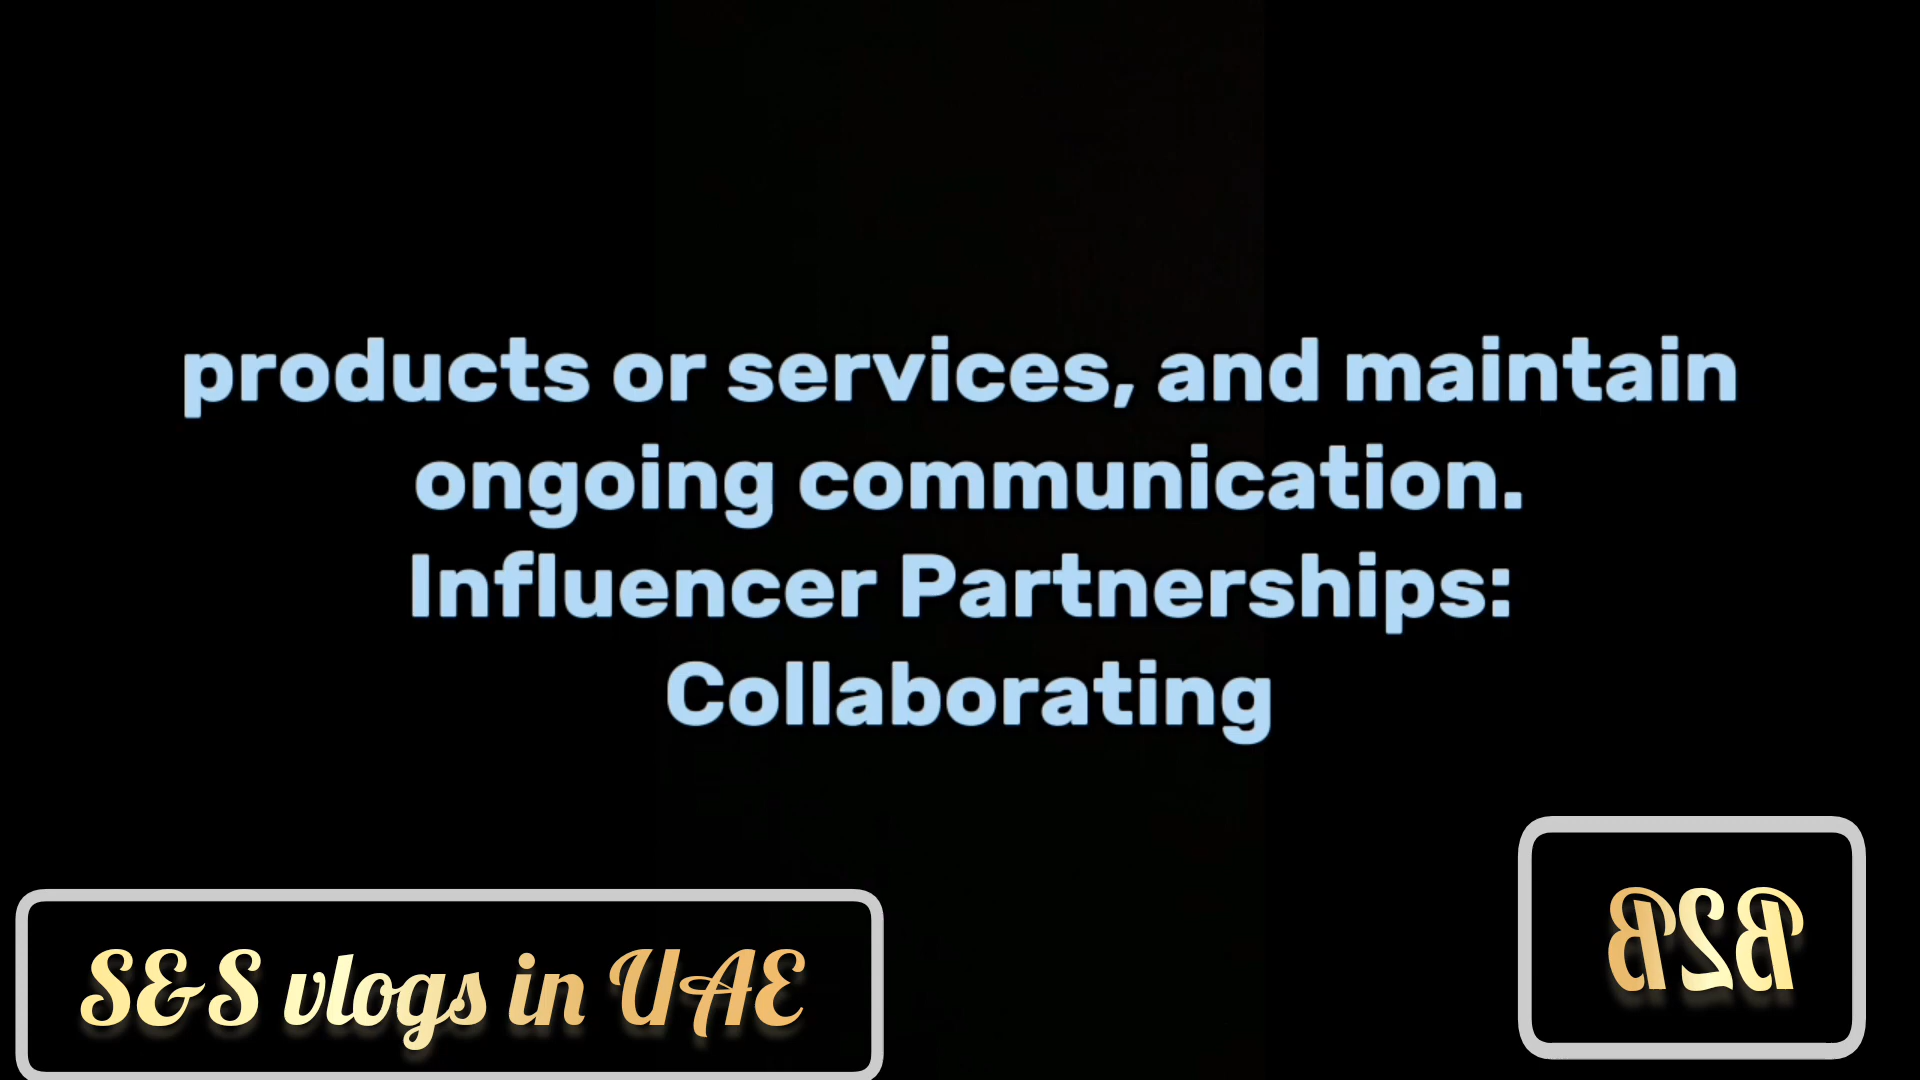 products or services, and maintain
ongoing communication.
Influencer Partnerships:
Collaborating
S&S vlogs in UAE
B2B